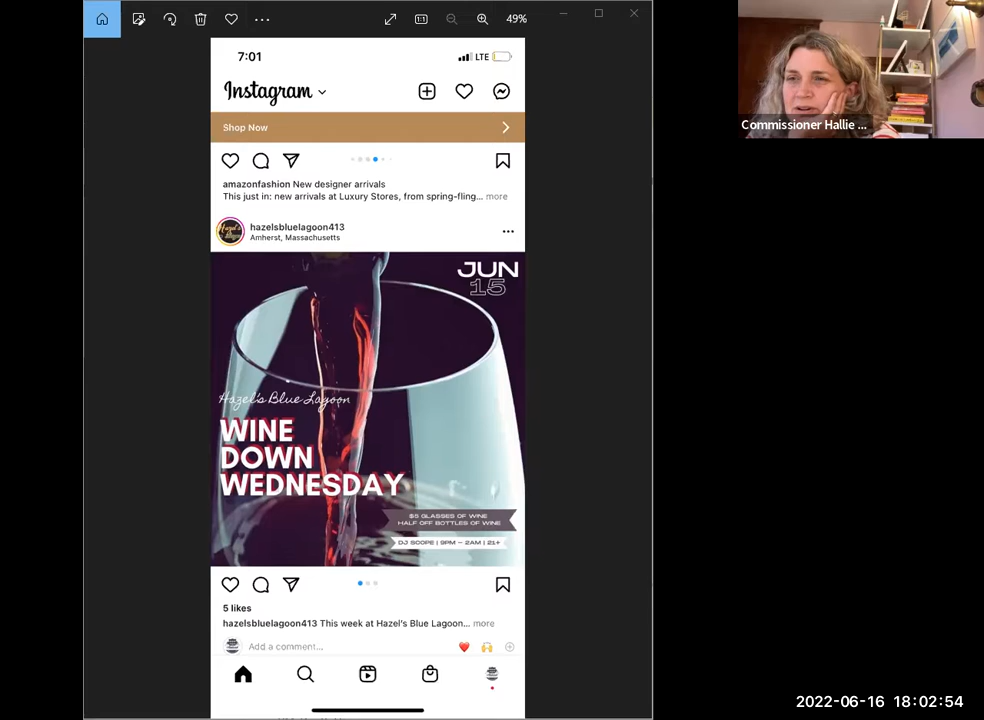 49%
7:01
LTE
Instagram
Shop Now
amazonfashion New designer arrivals
This just in: new arrivals at Luxury Stores, from spring-fling... more
hazelsbluelagoon413
Amherst, Massachusetts
JUN
15
Hazel's Blue Lagoon
WINE
DOWN
WEDNESDAY
$5 GLASSES OF WINE
HALF OFF BOTTLES OF WINE
DJ SCOPE | 9PM – 2AM | 21+
5 likes
hazelsbluelagoon413 This week at Hazel's Blue Lagoon... more
Add a comment...
Commissioner Hallie ...
2022-06-16 18:02:54